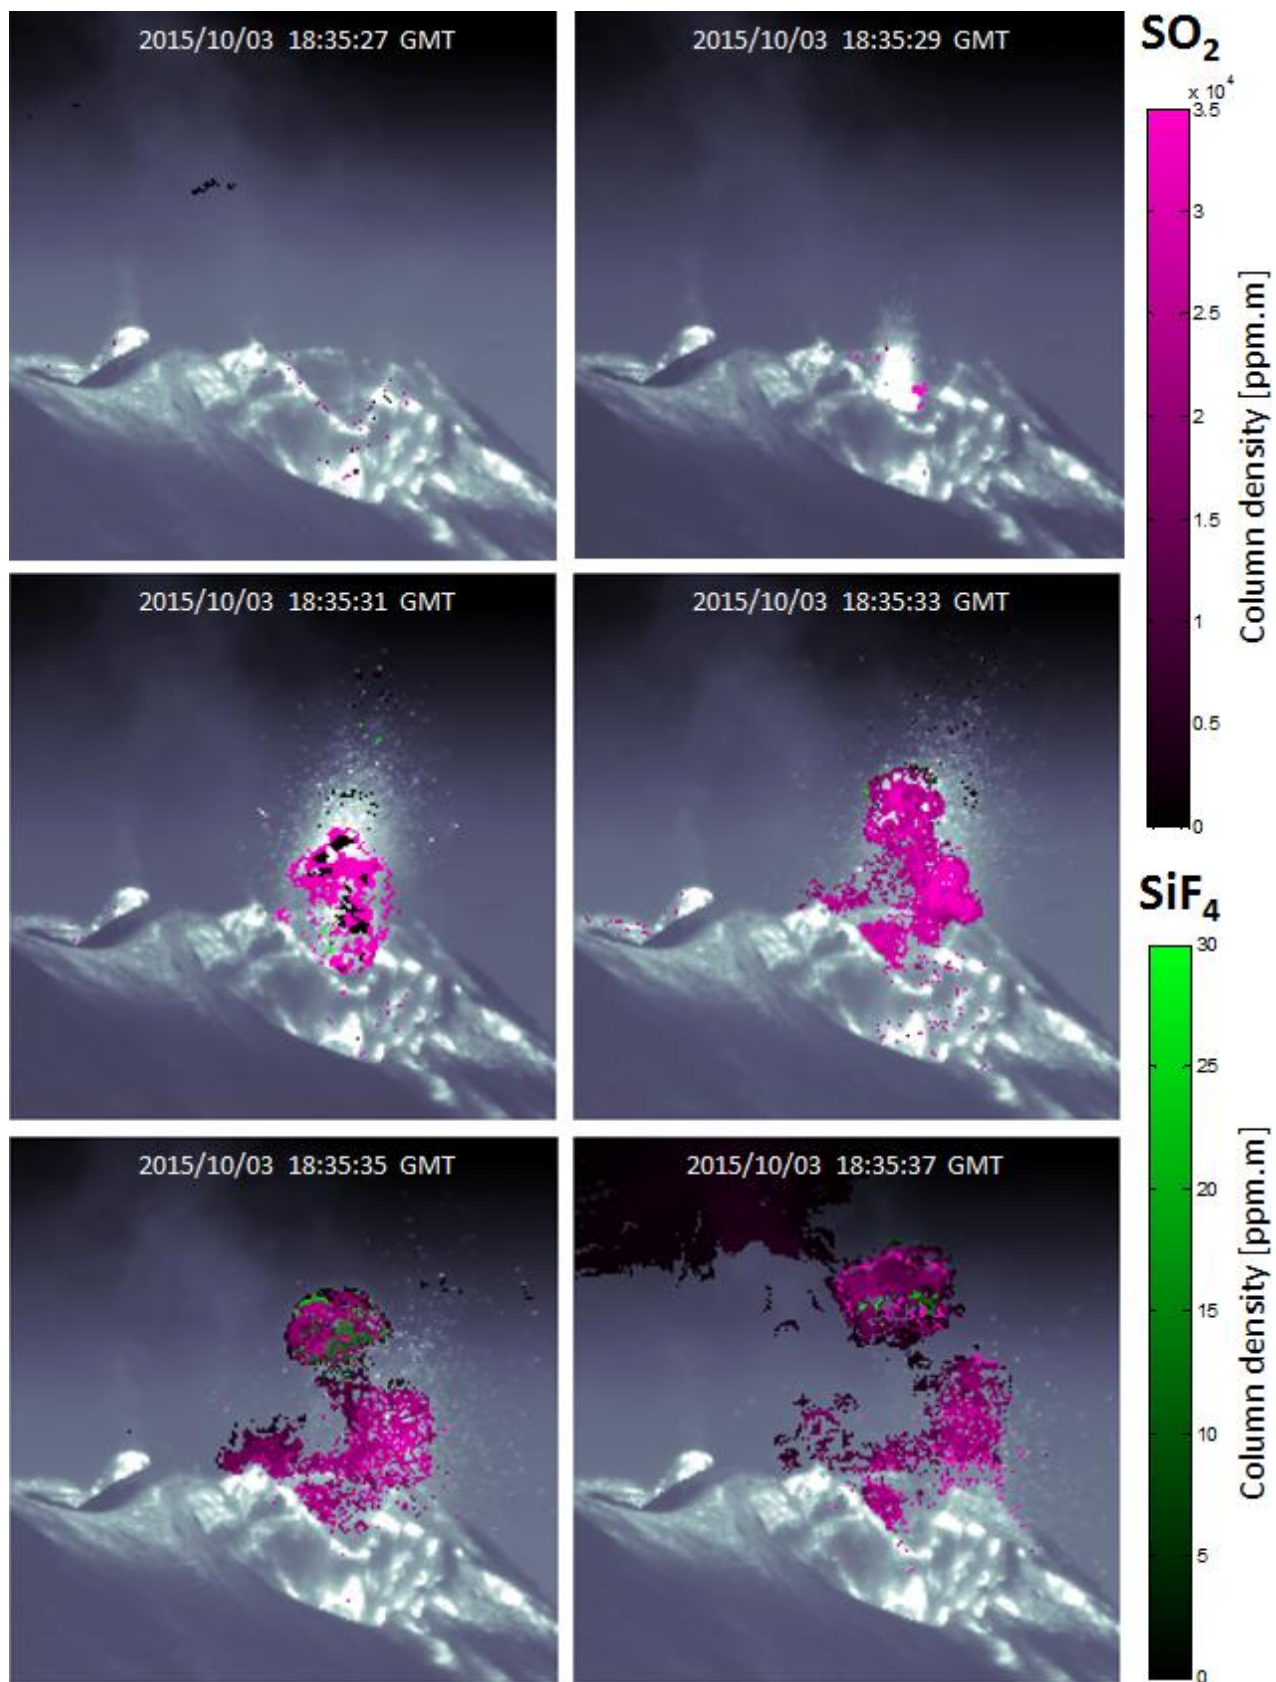 2015/10/03 18:35:27 GMT
2015/10/03 18:35:29 GMT
2015/10/03 18:35:31 GMT
2015/10/03 18:35:33 GMT
2015/10/03 18:35:35 GMT
2015/10/03 18:35:37 GMT
SO₂
x 10⁴
3.5
3
2.5
2
1.5
1
0.5
0
Column density [ppm.m]
SiF₄
30
25
20
15
10
5
0
Column density [ppm.m]